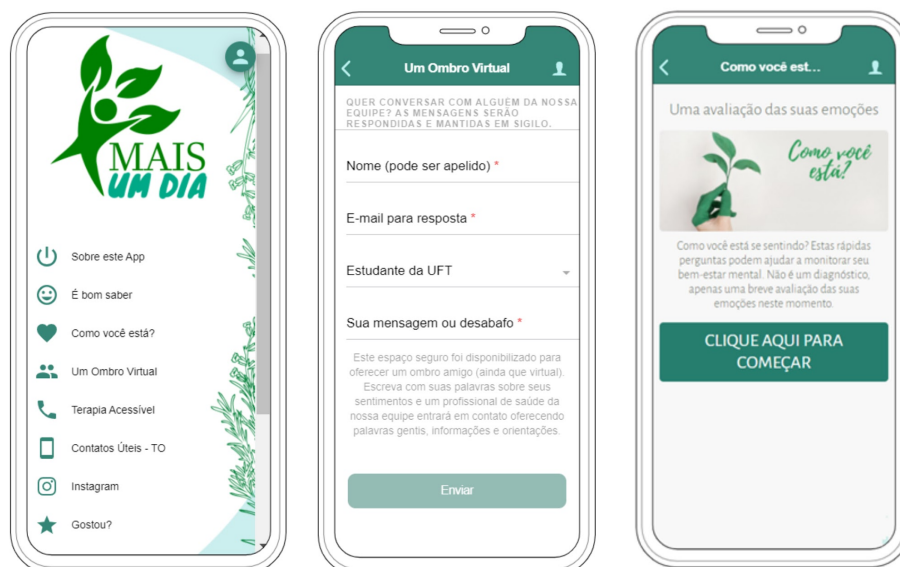 MAIS
UM DIA
Sobre este App
É bom saber
Como você está?
Um Ombro Virtual
Terapia Acessível
Contatos Úteis - TO
Instagram
Gostou?
Um Ombro Virtual
QUER CONVERSAR COM ALGUÉM DA NOSSA
EQUIPE? AS MENSAGENS SERÃO
RESPONDIDAS E MANTIDAS EM SIGILO.
Nome (pode ser apelido) *
E-mail para resposta *
Estudante da UFT
Sua mensagem ou desabafo *
Este espaço seguro foi disponibilizado para
oferecer um ombro amigo (ainda que virtual).
Escreva com suas palavras sobre seus
sentimentos e um profissional de saúde da
nossa equipe entrará em contato oferecendo
palavras gentis, informações e orientações.
Enviar
Como você est...
Uma avaliação das suas emoções
Como você
está?
Como você está se sentindo? Estas rápidas
perguntas podem ajudar a monitorar seu
bem-estar mental. Não é um diagnóstico,
apenas uma breve avaliação das suas
emoções neste momento.
CLIQUE AQUI PARA
COMEÇAR